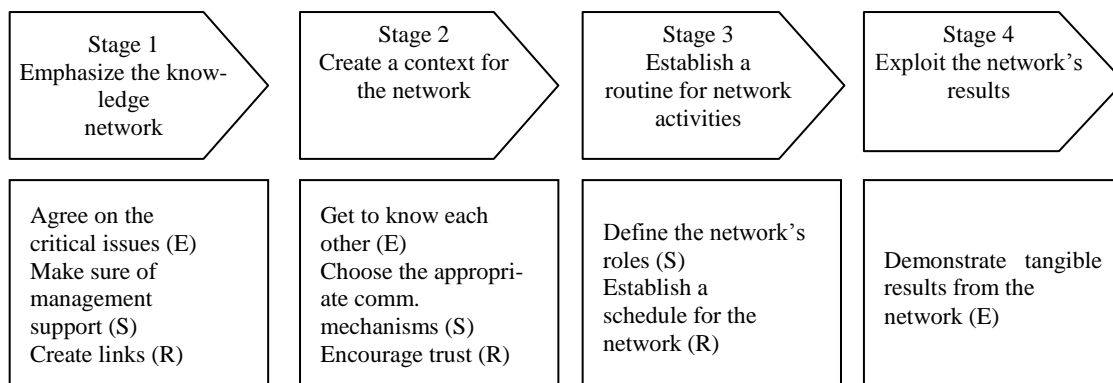 Stage 1
Emphasize the know-
ledge
network
Stage 2
Create a context for
the network
Stage 3
Establish a
routine for network
activities
Stage 4
Exploit the network's
results
Agree on the
critical issues (E)
Make sure of
management
support (S)
Create links (R)
Get to know each
other (E)
Choose the appropri-
ate comm.
mechanisms (S)
Encourage trust (R)
Define the network's
roles (S)
Establish a
schedule for the
network (R)
Demonstrate tangible
results from the
network (E)